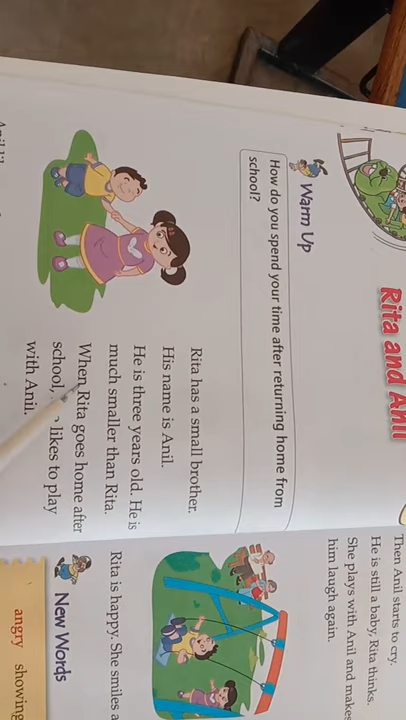 Rita and Anil
Warm Up
How do you spend your time after returning home from
school?
Rita has a small brother.
His name is Anil.
He is three years old. He is
much smaller than Rita.
When Rita goes home after
school, likes to play
with Anil.
Then Anil starts to cry.
He is still a baby, Rita thinks.
She plays with Anil and make
him laugh again.
Rita is happy. She smiles a
New Words
angry showing